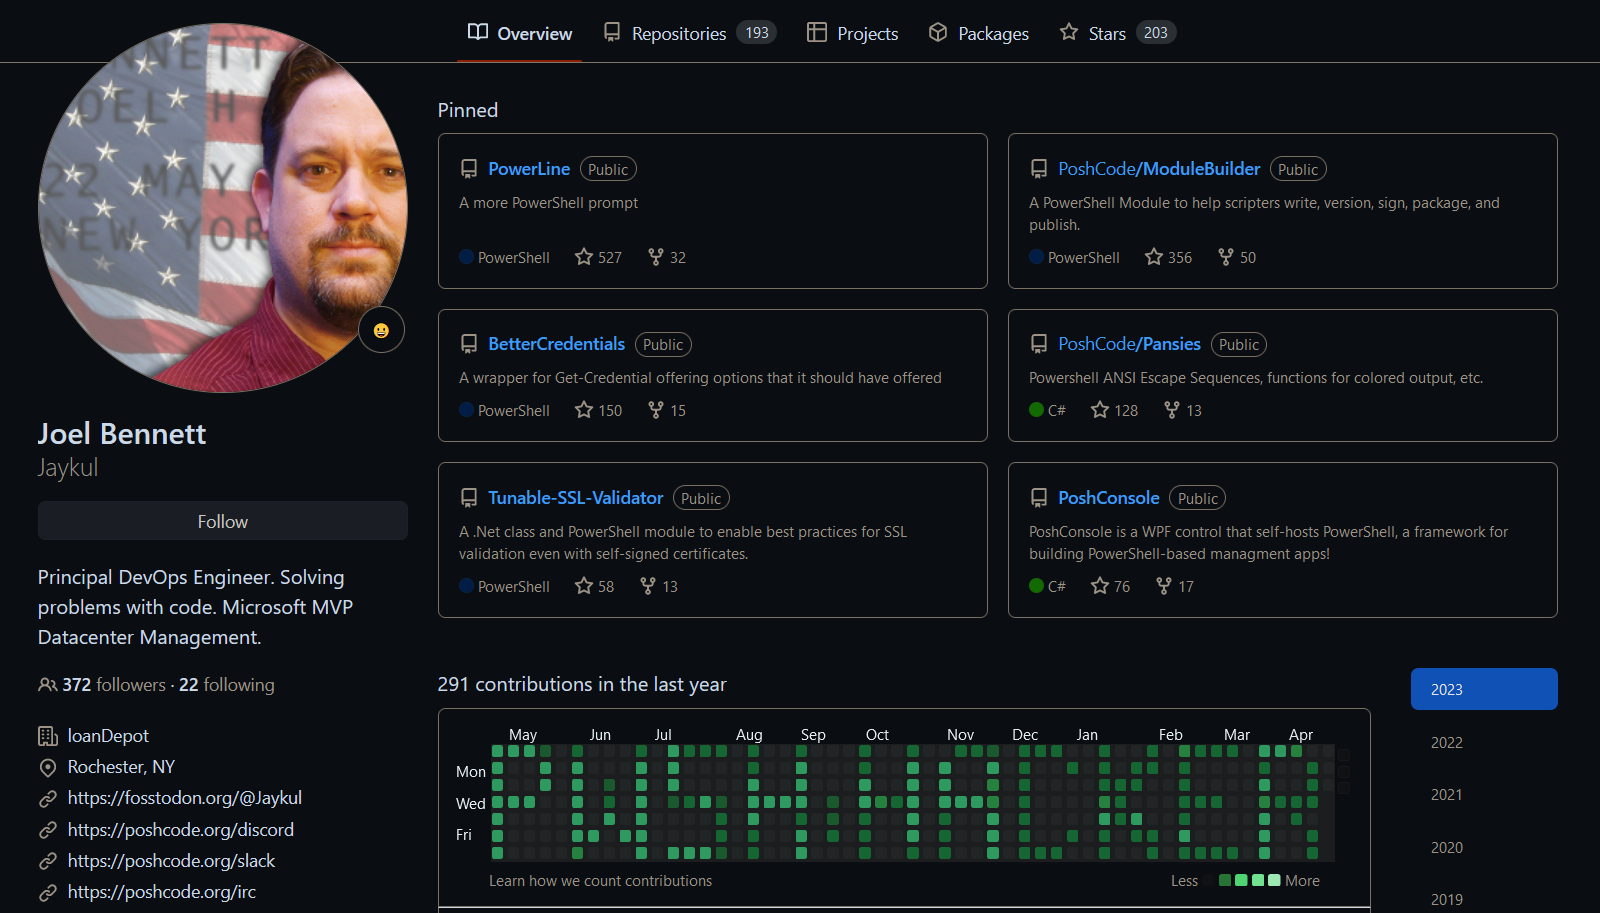 Overview
Repositories 193
Projects
Packages
Stars 203
NNETT
OEL H
22 MAY
NEW YOR
Joel Bennett
Jaykul
Follow
Principal DevOps Engineer. Solving
problems with code. Microsoft MVP
Datacenter Management.
372 followers · 22 following
loanDepot
Rochester, NY
https://fosstodon.org/@Jaykul
https://poshcode.org/discord
https://poshcode.org/slack
https://poshcode.org/irc
Pinned
PowerLine Public
A more PowerShell prompt
PowerShell 527 32
PoshCode/ModuleBuilder Public
A PowerShell Module to help scripters write, version, sign, package, and
publish.
PowerShell 356 50
BetterCredentials Public
A wrapper for Get-Credential offering options that it should have offered
PowerShell 150 15
PoshCode/Pansies Public
Powershell ANSI Escape Sequences, functions for colored output, etc.
C# 128 13
Tunable-SSL-Validator Public
A .Net class and PowerShell module to enable best practices for SSL
validation even with self-signed certificates.
PowerShell 58 13
PoshConsole Public
PoshConsole is a WPF control that self-hosts PowerShell, a framework for
building PowerShell-based managment apps!
C# 76 17
291 contributions in the last year
May Jun Jul Aug Sep Oct Nov Dec Jan Feb Mar Apr
Mon
Wed
Fri
Learn how we count contributions
Less More
2023
2022
2021
2020
2019